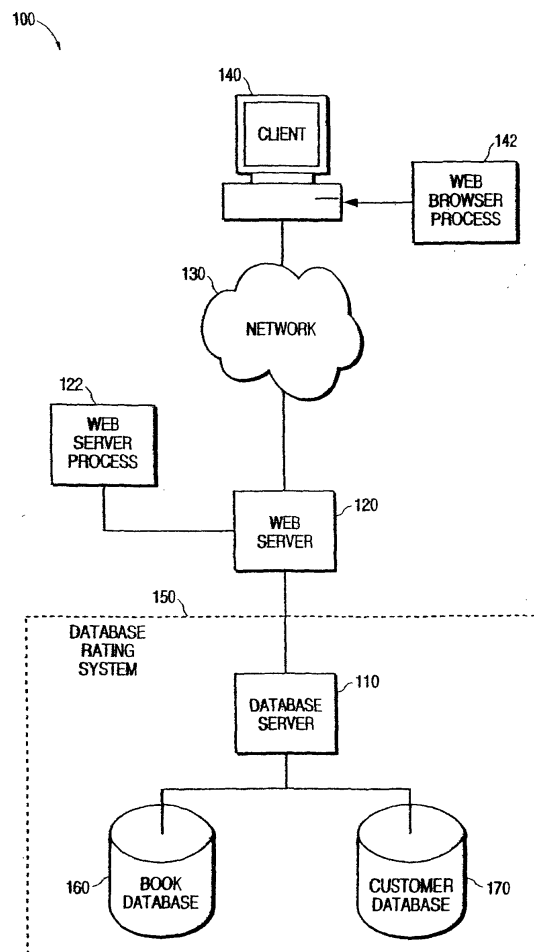 100
140
CLIENT
142
WEB
BROWSER
PROCESS
130
NETWORK
122
WEB
SERVER
PROCESS
120
WEB
SERVER
150
DATABASE
RATING
SYSTEM
110
DATABASE
SERVER
160
BOOK
DATABASE
CUSTOMER
DATABASE
170